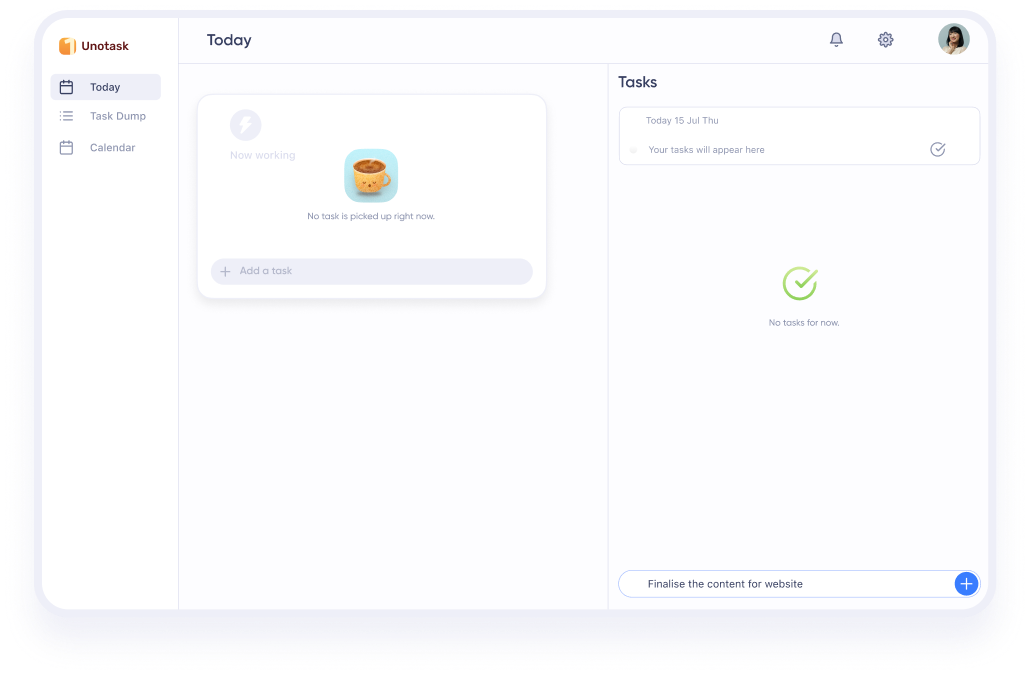 Unotask
Today
Task Dump
Calendar
Today
Now working
No task is picked up right now.
Add a task
Tasks
Today 15 Jul Thu
Your tasks will appear here
No tasks for now.
Finalise the content for website